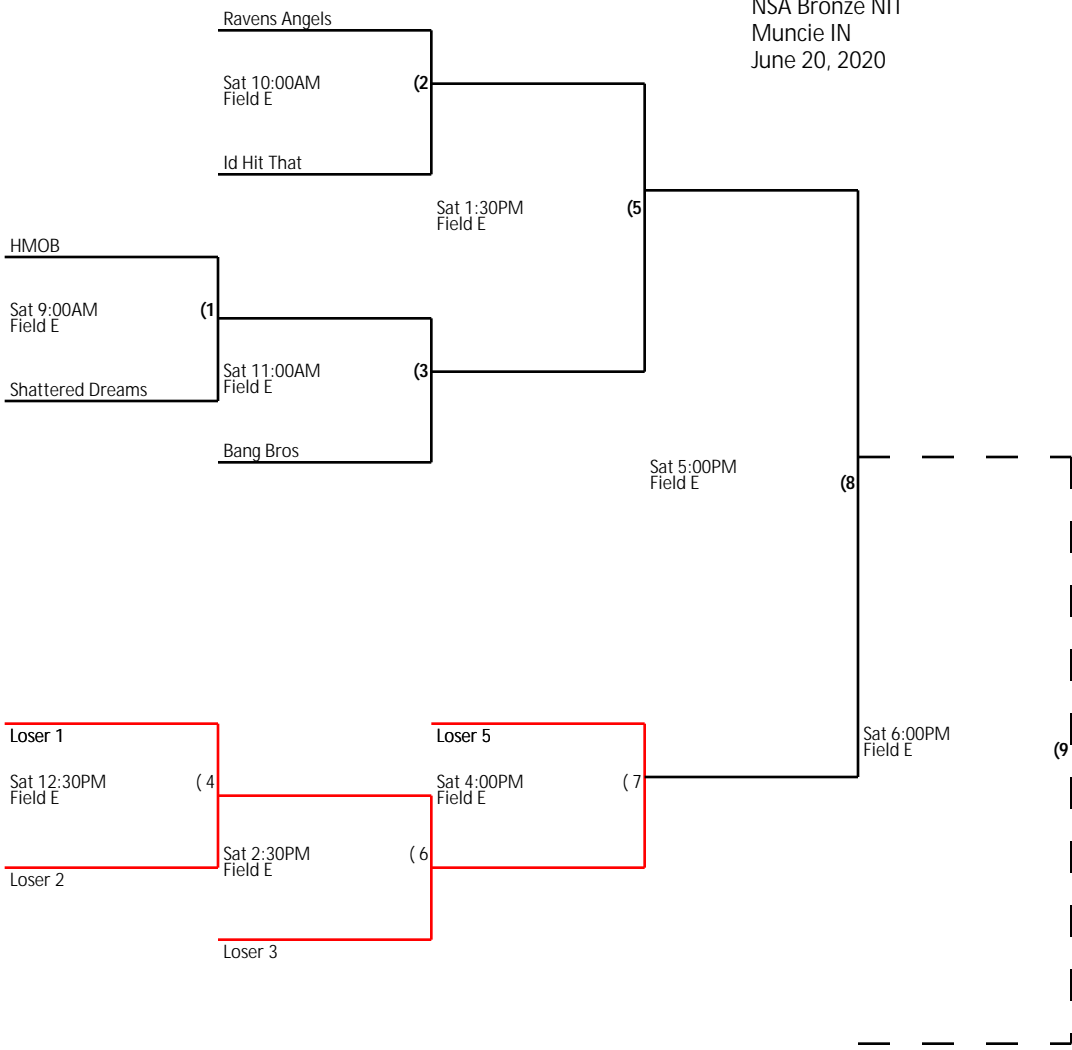 NSA Bronze NIT
Muncie IN
June 20, 2020
Ravens Angels
Sat 10:00AM
Field E
(2
Id Hit That
Sat 1:30PM
Field E
(5
HMOB
Sat 9:00AM
Field E
(1
Shattered Dreams
Sat 11:00AM
Field E
(3
Bang Bros
Sat 5:00PM
Field E
(8
Loser 1
Sat 12:30PM
Field E
( 4
Loser 2
Sat 2:30PM
Field E
( 6
Loser 3
Loser 5
Sat 4:00PM
Field E
( 7
Sat 6:00PM
Field E
(9